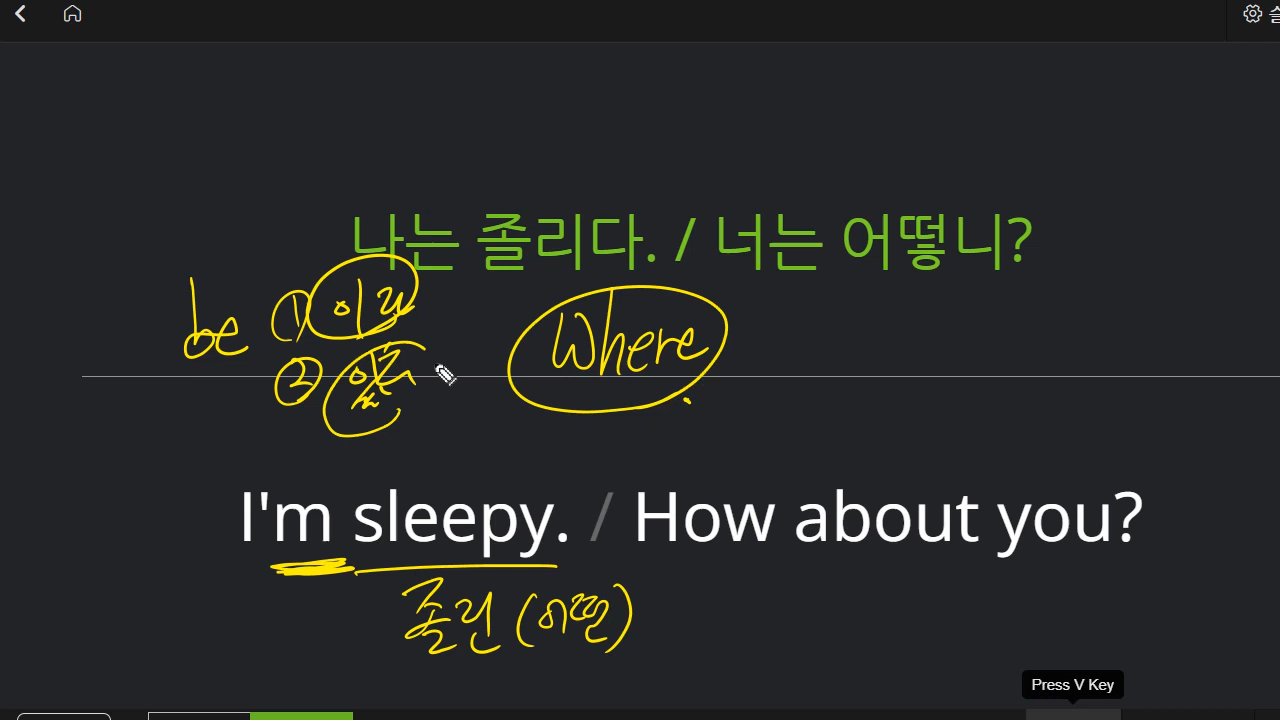 나는 졸리다. / 너는 어떻니?
be ① 이다
② 있다
Where
I'm sleepy. / How about you?
졸린 (어떤)
Press V Key